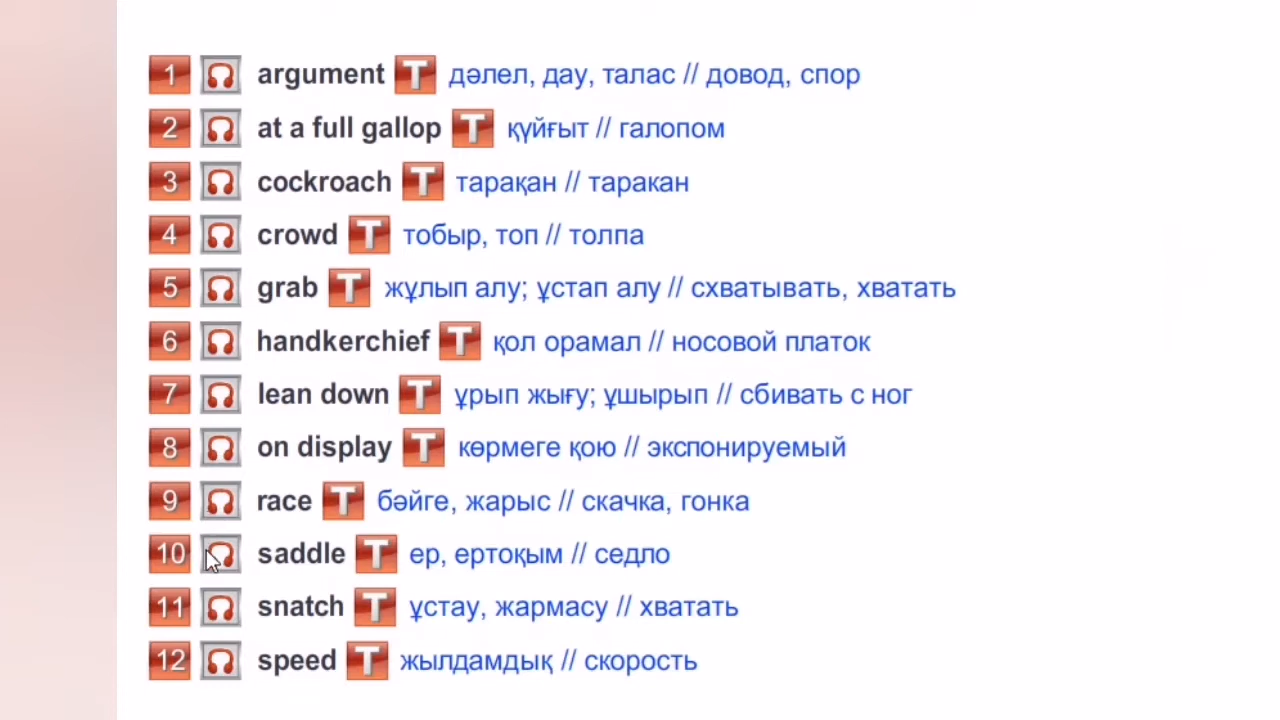 1 argument T дәлел, дау, талас // довод, спор
2 at a full gallop T құйғыт // галопом
3 cockroach T тарақан // таракан
4 crowd T тобыр, топ // толпа
5 grab T жұлып алу; ұстап алу // схватывать, хватать
6 handkerchief T қол орамал // носовой платок
7 lean down T ұрып жығу; ұшырып // сбивать с ног
8 on display T көрмеге қою // экспонируемый
9 race T бәйге, жарыс // скачка, гонка
10 saddle T ер, ертоқым // седло
11 snatch T ұстау, жармасу // хватать
12 speed T жылдамдық // скорость